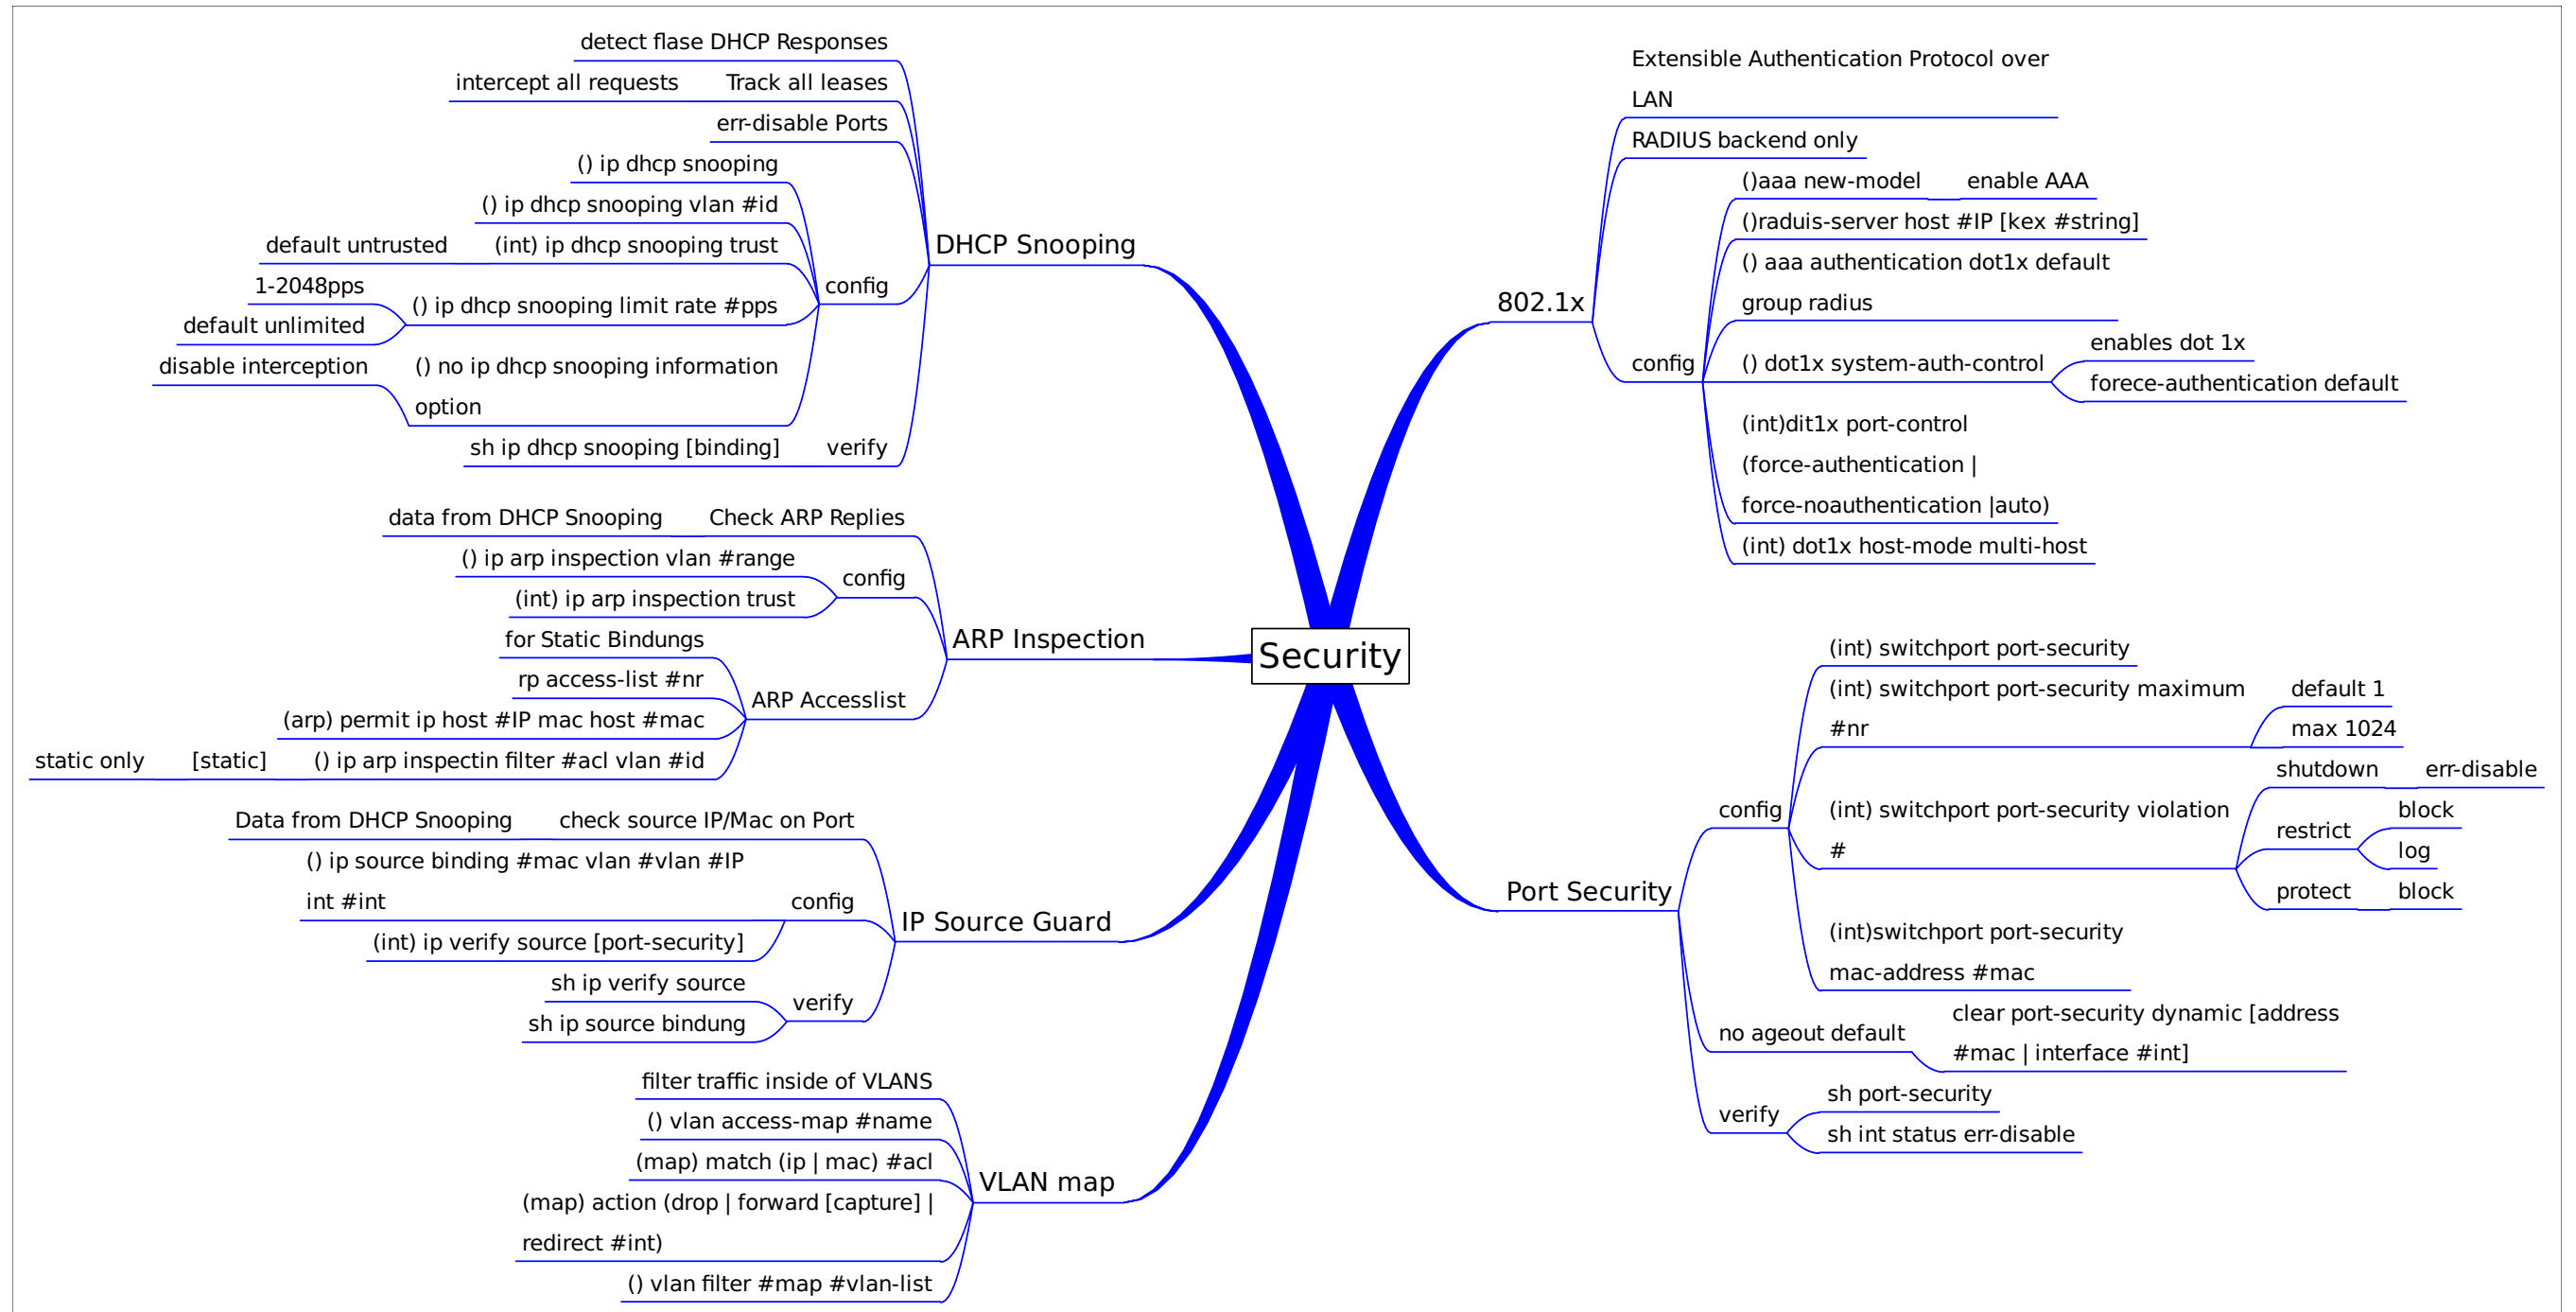 Security
DHCP Snooping
detect flase DHCP Responses
Track all leases
intercept all requests
err-disable Ports
config
() ip dhcp snooping
() ip dhcp snooping vlan #id
(int) ip dhcp snooping trust
default untrusted
() ip dhcp snooping limit rate #pps
1-2048pps
default unlimited
() no ip dhcp snooping information
option
disable interception
verify
sh ip dhcp snooping [binding]
ARP Inspection
Check ARP Replies
data from DHCP Snooping
config
() ip arp inspection vlan #range
(int) ip arp inspection trust
ARP Accesslist
for Static Bindungs
rp access-list #nr
(arp) permit ip host #IP mac host #mac
() ip arp inspectin filter #acl vlan #id
[static]
static only
IP Source Guard
check source IP/Mac on Port
Data from DHCP Snooping
config
() ip source binding #mac vlan #vlan #IP
int #int
(int) ip verify source [port-security]
verify
sh ip verify source
sh ip source bindung
VLAN map
filter traffic inside of VLANS
() vlan access-map #name
(map) match (ip | mac) #acl
(map) action (drop | forward [capture] |
redirect #int)
() vlan filter #map #vlan-list
802.1x
Extensible Authentication Protocol over
LAN
RADIUS backend only
config
()aaa new-model
enable AAA
()raduis-server host #IP [kex #string]
() aaa authentication dot1x default
group radius
() dot1x system-auth-control
enables dot 1x
forece-authentication default
(int)dit1x port-control
(force-authentication |
force-noauthentication |auto)
(int) dot1x host-mode multi-host
Port Security
config
(int) switchport port-security
(int) switchport port-security maximum
#nr
default 1
max 1024
(int) switchport port-security violation
#
shutdown
err-disable
restrict
block
log
protect
block
(int)switchport port-security
mac-address #mac
no ageout default
clear port-security dynamic [address
#mac | interface #int]
verify
sh port-security
sh int status err-disable